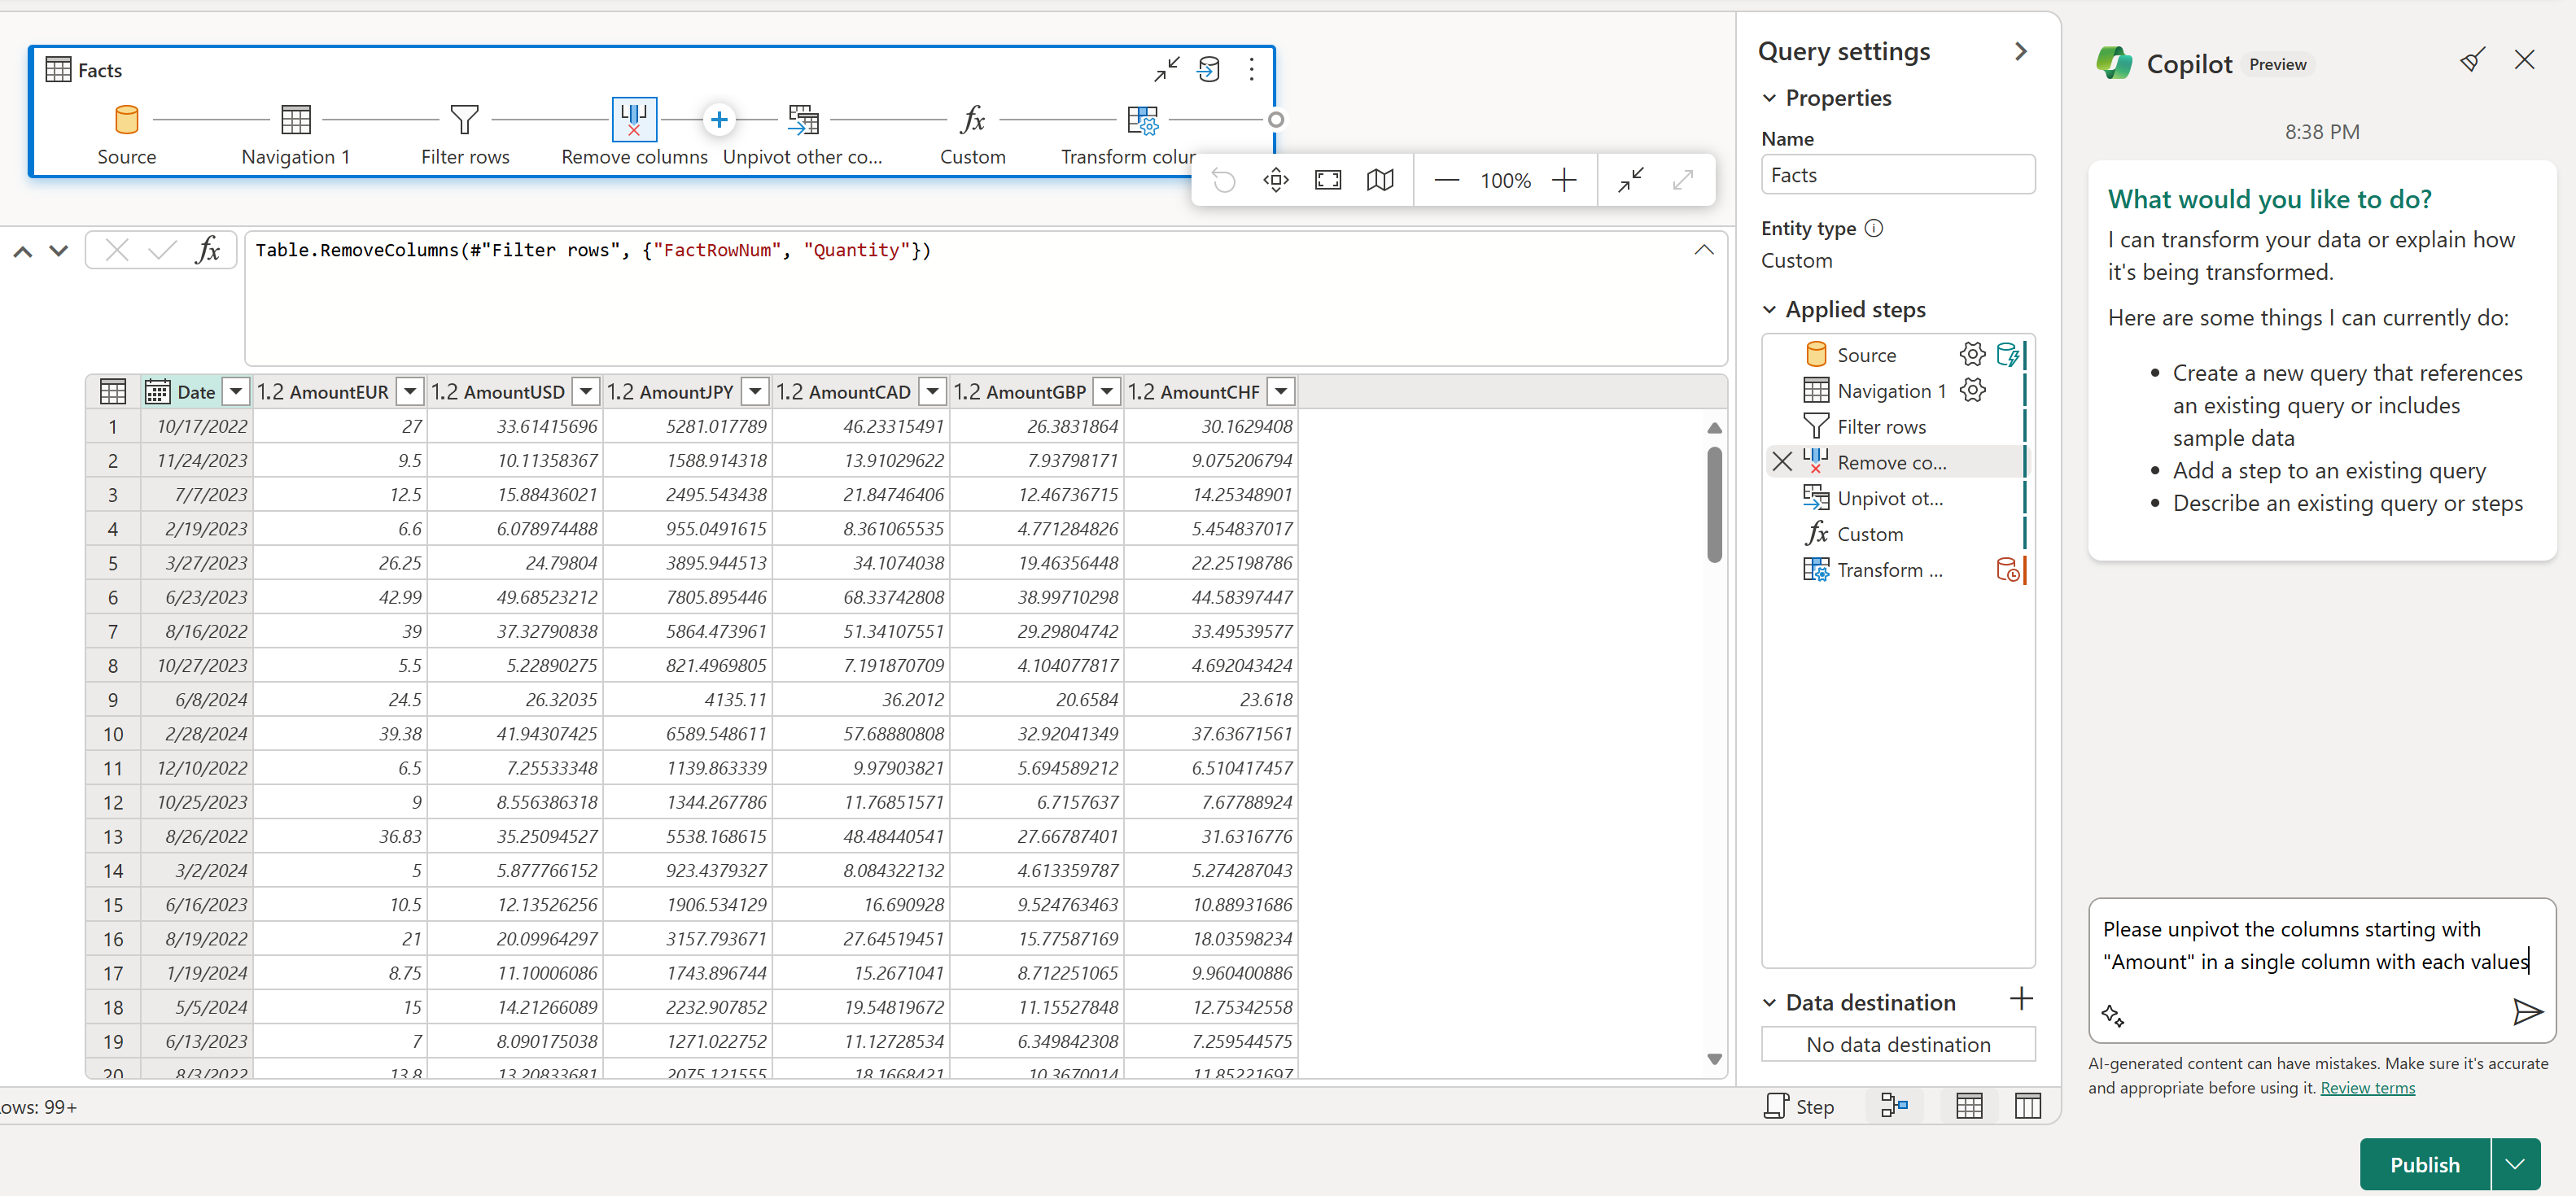 Facts
Source Navigation 1 Filter rows Remove columns Unpivot other co... Custom Transform colur
100%
fx Table.RemoveColumns(#"Filter rows", {"FactRowNum", "Quantity"})
Date 1.2 AmountEUR 1.2 AmountUSD 1.2 AmountJPY 1.2 AmountCAD 1.2 AmountGBP 1.2 AmountCHF
1 10/17/2022 27 33.61415696 5281.017789 46.23315491 26.3831864 30.1629408
2 11/24/2023 9.5 10.11358367 1588.914318 13.91029622 7.93798171 9.075206794
3 7/7/2023 12.5 15.88436021 2495.543438 21.84746406 12.46736715 14.25348901
4 2/19/2023 6.6 6.078974488 955.0491615 8.361065535 4.771284826 5.454837017
5 3/27/2023 26.25 24.79804 3895.944513 34.1074038 19.46356448 22.25198786
6 6/23/2023 42.99 49.68523212 7805.895446 68.33742808 38.99710298 44.58397447
7 8/16/2022 39 37.32790838 5864.473961 51.34107551 29.29804742 33.49539577
8 10/27/2023 5.5 5.22890275 821.4969805 7.191870709 4.104077817 4.692043424
9 6/8/2024 24.5 26.32035 4135.11 36.2012 20.6584 23.618
10 2/28/2024 39.38 41.94307425 6589.548611 57.68880808 32.92041349 37.63671561
11 12/10/2022 6.5 7.25533348 1139.863339 9.97903821 5.694589212 6.510417457
12 10/25/2023 9 8.556386318 1344.267786 11.76851571 6.7157637 7.67788924
13 8/26/2022 36.83 35.25094527 5538.168615 48.48440541 27.66787401 31.6316776
14 3/2/2024 5 5.877766152 923.4379327 8.084322132 4.613359787 5.274287043
15 6/16/2023 10.5 12.13526256 1906.534129 16.690928 9.524763463 10.88931686
16 8/19/2022 21 20.09964297 3157.793671 27.64519451 15.77587169 18.03598234
17 1/19/2024 8.75 11.10006086 1743.896744 15.2671041 8.712251065 9.960400886
18 5/5/2024 15 14.21266089 2232.907852 19.54819672 11.15527848 12.75342558
19 6/13/2023 7 8.090175038 1271.022752 11.12728534 6.349842308 7.259544575
20 8/3/2022 13.8 13.20833681 2075.121555 18.1668421 10.3670014 11.85221697
ows: 99+
Step
Query settings
Properties
Name
Facts
Entity type
Custom
Applied steps
Source
Navigation 1
Filter rows
Remove co...
Unpivot ot...
fx Custom
Transform ...
Data destination
No data destination
Copilot Preview
8:38 PM
What would you like to do?
I can transform your data or explain how
it's being transformed.
Here are some things I can currently do:
• Create a new query that references
an existing query or includes
sample data
• Add a step to an existing query
• Describe an existing query or steps
Please unpivot the columns starting with
"Amount" in a single column with each values
AI-generated content can have mistakes. Make sure it's accurate
and appropriate before using it. Review terms
Publish